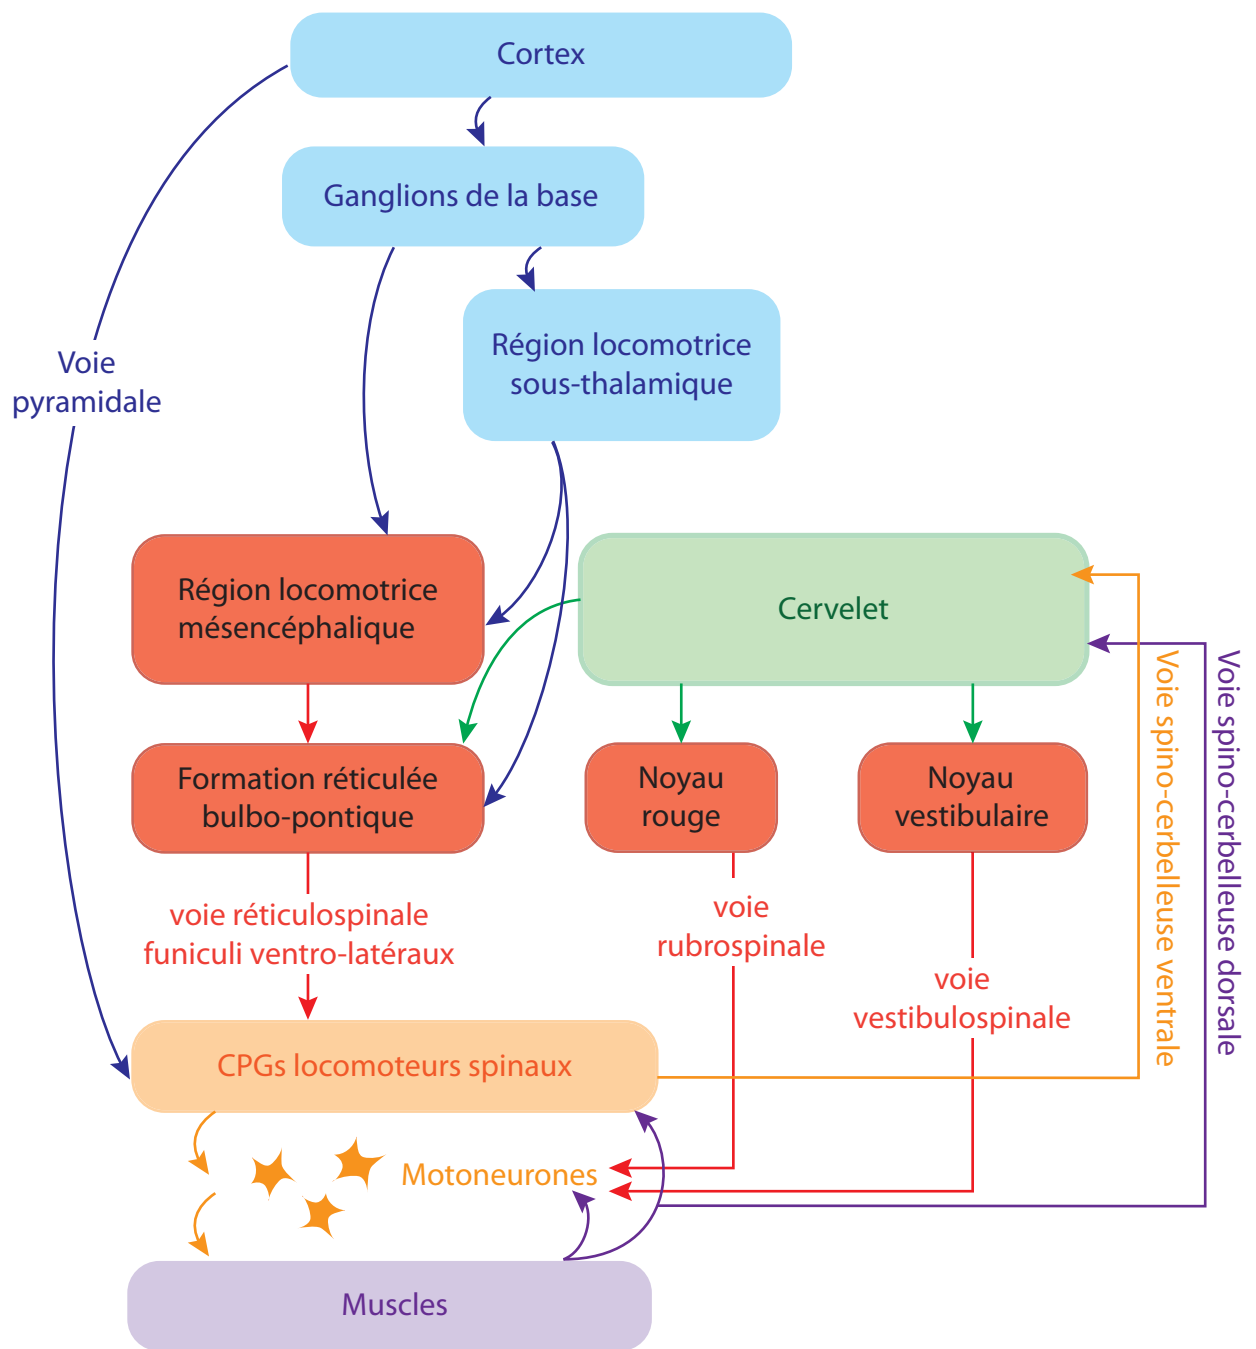 Cortex
Ganglions de la base
Région locomotrice
sous-thalamique
Voie
pyramidale
Région locomotrice
mésencéphalique
Cervelet
Formation réticulée
bulbo-pontique
Noyau
rouge
Noyau
vestibulaire
Voie spino-cerbelleuse ventrale
Voie spino-cerbelleuse dorsale
voie réticulospinale
funiculi ventro-latéraux
voie
rubrospinale
voie
vestibulospinale
CPGs locomoteurs spinaux
Motoneurones
Muscles